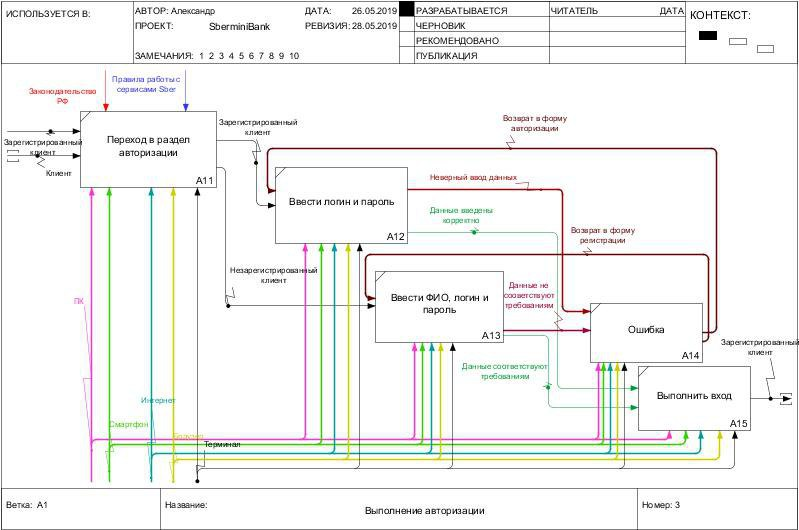 ИСПОЛЬЗУЕТСЯ В:
АВТОР: Александр
ДАТА: 26.05.2019
РАЗРАБАТЫВАЕТСЯ
ЧИТАТЕЛЬ
ДАТА
КОНТЕКСТ:
ПРОЕКТ: SberminiBank
РЕВИЗИЯ: 28.05.2019
ЧЕРНОВИК
РЕКОМЕНДОВАНО
ЗАМЕЧАНИЯ: 1 2 3 4 5 6 7 8 9 10
ПУБЛИКАЦИЯ
Законодательство
РФ
Правила работы с
сервисами Sber
Зарегистрированный
клиент
Клиент
Переход в раздел
авторизации
A11
Зарегистрированный
клиент
Возврат в форму
авторизации
Неверный ввод данных
Ввести логин и пароль
A12
Данные введены
корректно
Возврат в форму
регистрации
Незарегистрированный
клиент
Ввести ФИО, логин и
пароль
A13
Данные не
соответствуют
требованиям
Ошибка
A14
Данные соответствуют
требованиям
Зарегистрированный
клиент
Выполнить вход
A15
ПК
Интернет
Смартфон
Терминал
Ветка: A1
Название:
Выполнение авторизации
Номер: 3